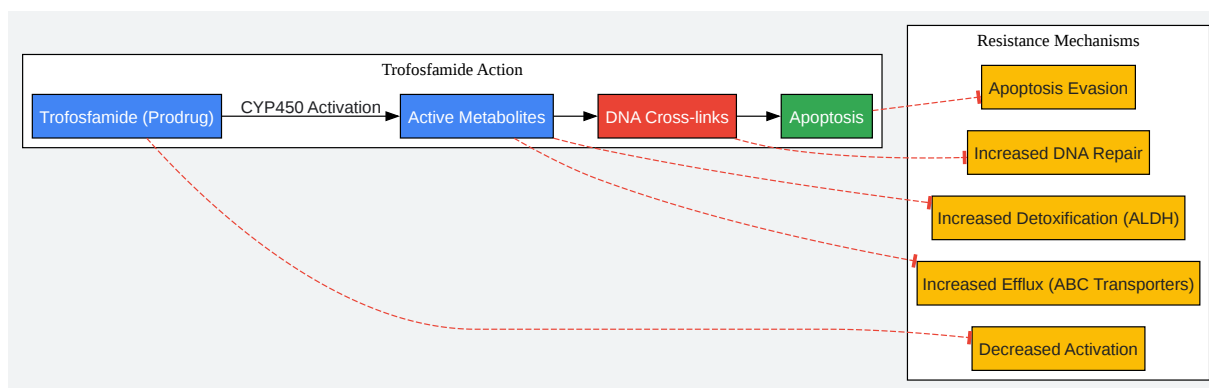 Trofosfamide Action
Trofosfamide (Prodrug)
CYP450 Activation
Active Metabolites
DNA Cross-links
Apoptosis
Resistance Mechanisms
Apoptosis Evasion
Increased DNA Repair
Increased Detoxification (ALDH)
Increased Efflux (ABC Transporters)
Decreased Activation